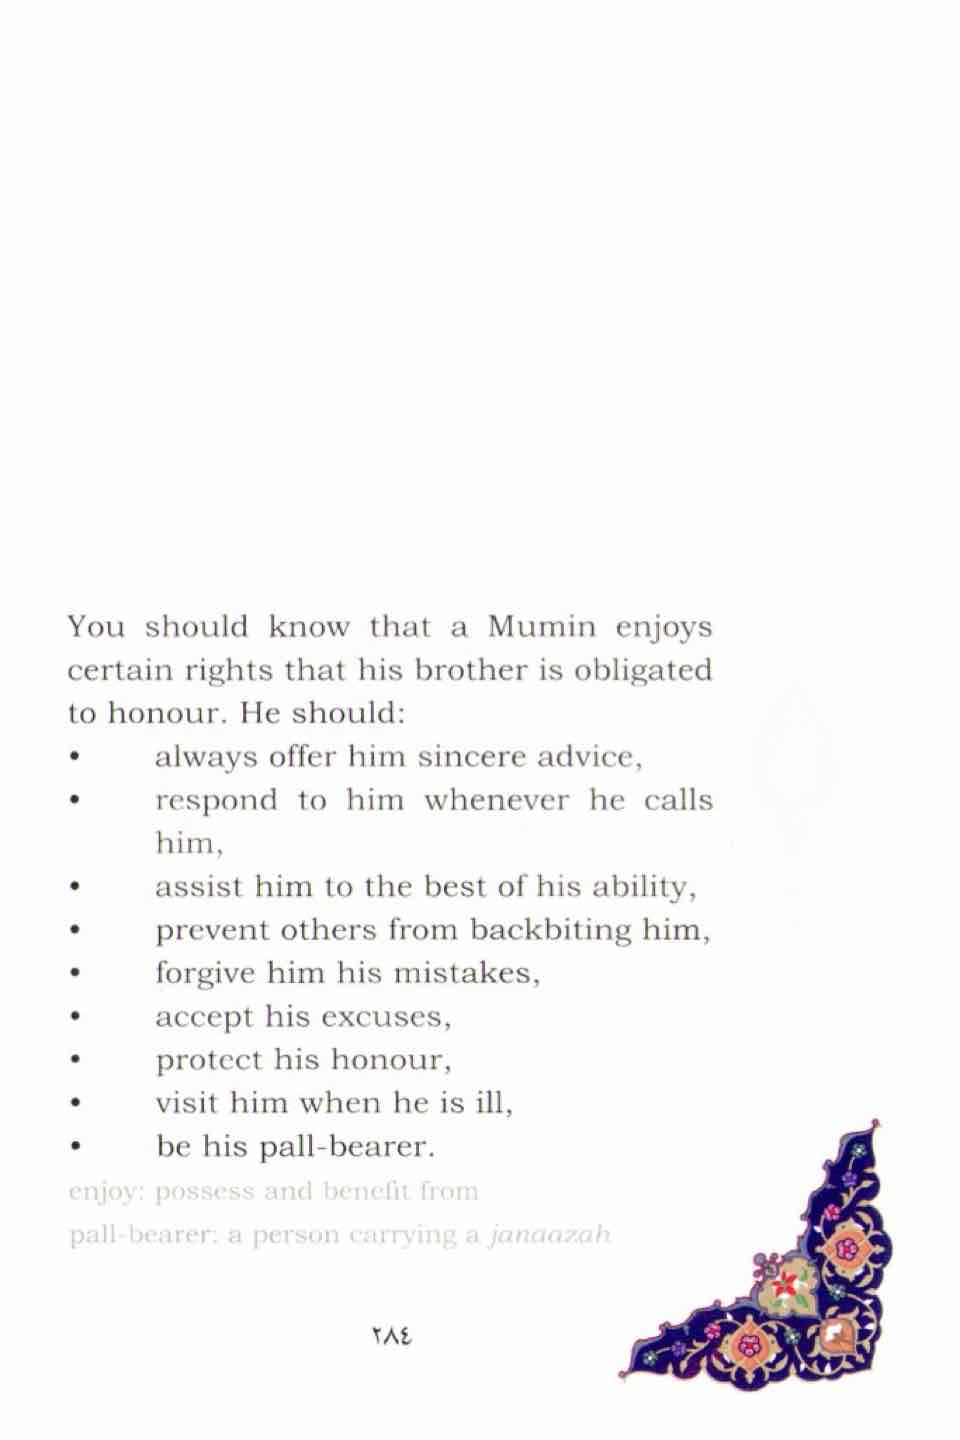 You should know that a Mumin enjoys
certain rights that his brother is obligated
to honour. He should:
• always offer him sincere advice,
• respond to him whenever he calls
him,
• assist him to the best of his ability,
• prevent others from backbiting him,
• forgive him his mistakes,
• accept his excuses,
• protect his honour,
• visit him when he is ill,
• be his pall-bearer.
enjoy: possess and benefit from
pall-bearer: a person carrying a janaazah
٢٨٤